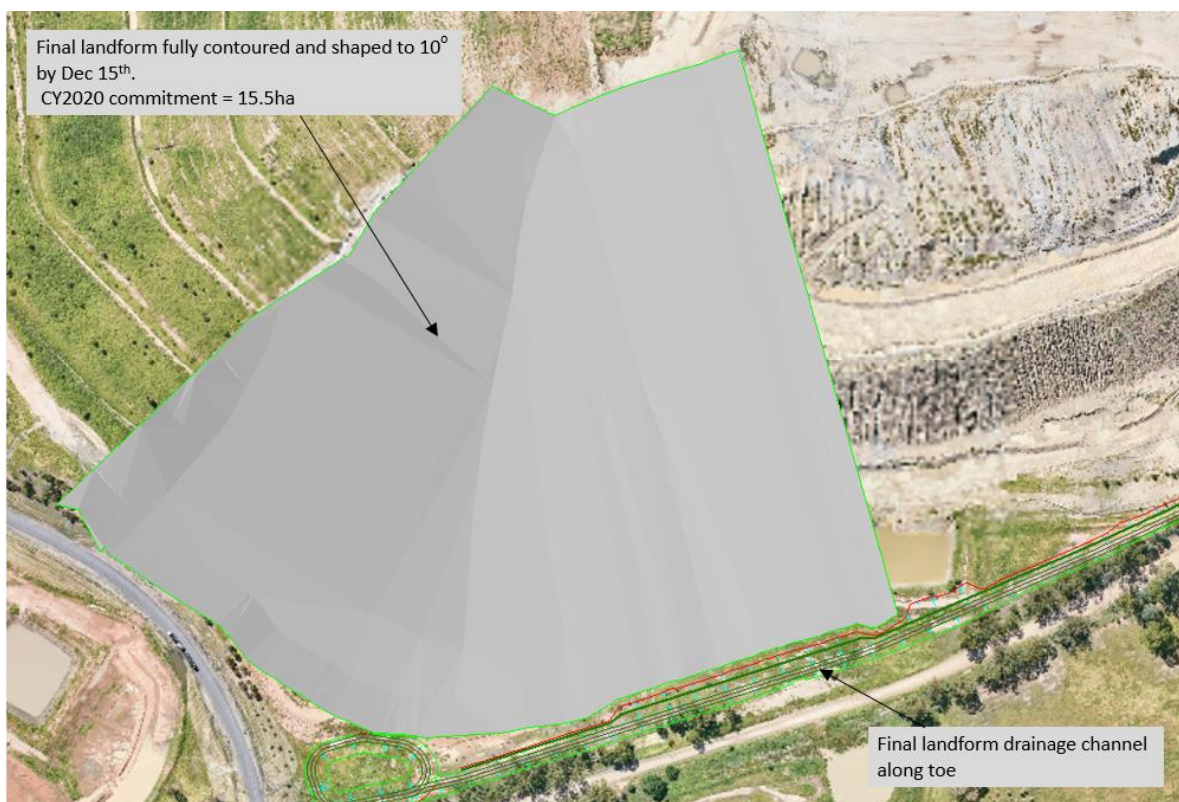 Final landform fully contoured and shaped to 10°
by Dec 15th.
CY2020 commitment = 15.5ha
Final landform drainage channel
along toe